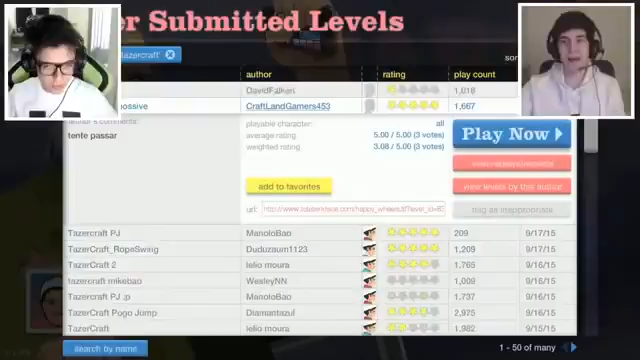 er Submitted Levels
azercraft'
author rating play count
DavidFalken 1,018
possive CraftLandGamers453 1,667
tente passar
playable character: all
average rating: 5.00 / 5.00 (3 votes)
weighted rating: 3.08 / 5.00 (3 votes)
Play Now
view levels by this author
add to favorites
flag as inappropriate
url:
Tazercraft PJ ManoloBao 209 9/17/15
TazerCraft_RopeSwing Duduzaum1123 1,209 9/16/15
TazerCraft 2 lelio moura 1,765 9/16/15
tazercraft mikebao WesleyNN 1,009 9/16/15
TazerCraft PJ ;p ManoloBao 1,737 9/16/15
TazerCraft Pogo Jump Diamantazul 2,975 9/16/15
TazerCraft lelio moura 1,982 9/15/15
search by name 1 - 50 of many